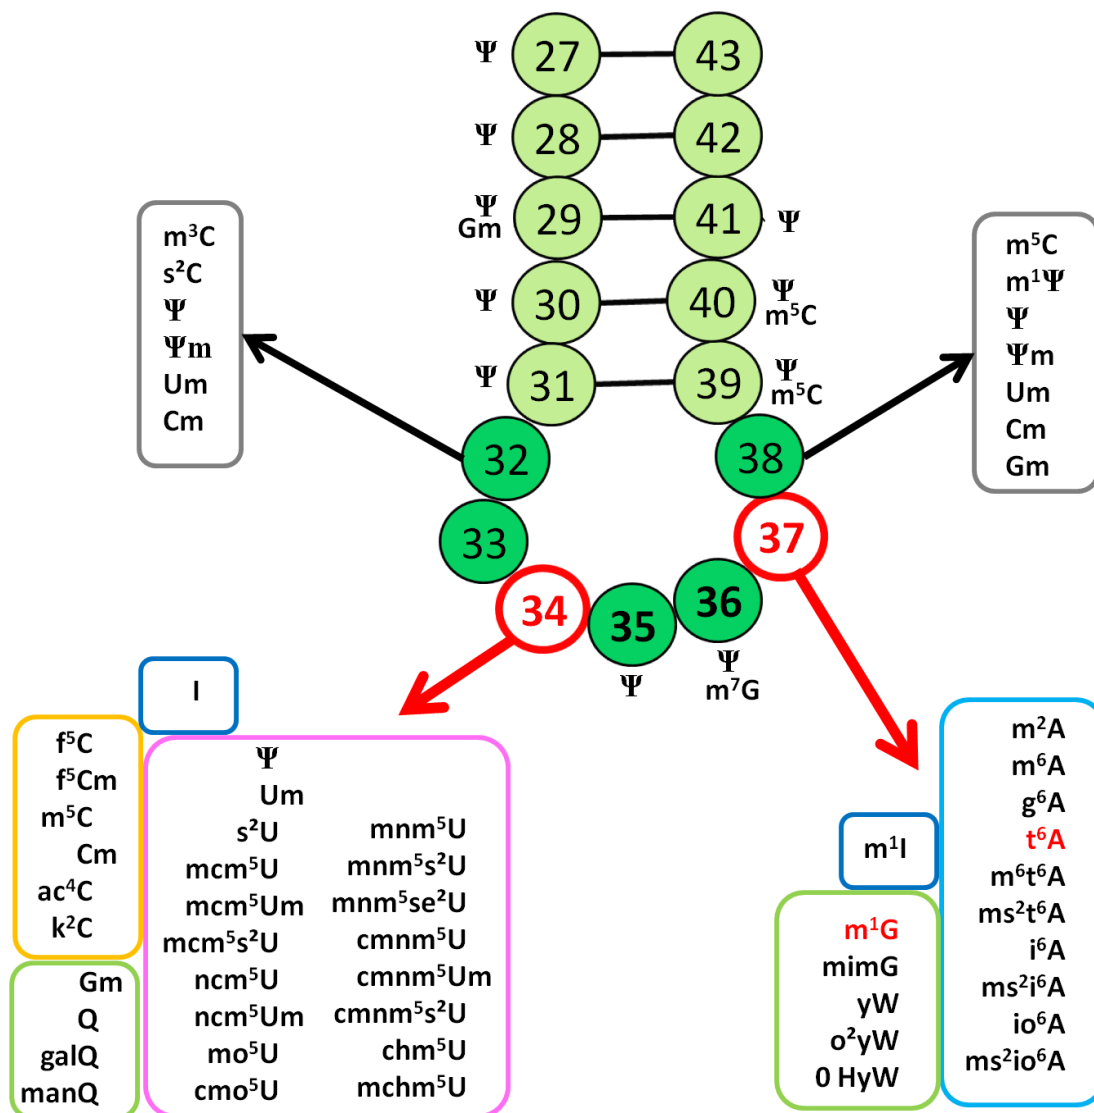 Ψ 27 43
Ψ 28 42
Ψ
Gm 29 41 Ψ
Ψ 30 40 Ψ
m⁵C
Ψ 31 39 Ψ
m⁵C
32 38
33 37
34 35 36
Ψ
Ψ
m⁷G
m³C
s²C
Ψ
Ψm
Um
Cm
m⁵C
m¹Ψ
Ψ
Ψm
Um
Cm
Gm
I
f⁵C
f⁵Cm
m⁵C
Cm
ac⁴C
k²C
Gm
Q
galQ
manQ
Ψ
Um
s²U
mcm⁵U
mcm⁵Um
mcm⁵s²U
ncm⁵U
ncm⁵Um
mo⁵U
cmo⁵U
mnm⁵U
mnm⁵s²U
mnm⁵se²U
cmnm⁵U
cmnm⁵Um
cmnm⁵s²U
chm⁵U
mchm⁵U
m¹I
m¹G
mimG
yW
o²yW
0 HyW
m²A
m⁶A
g⁶A
t⁶A
m⁶t⁶A
ms²t⁶A
i⁶A
ms²i⁶A
io⁶A
ms²io⁶A